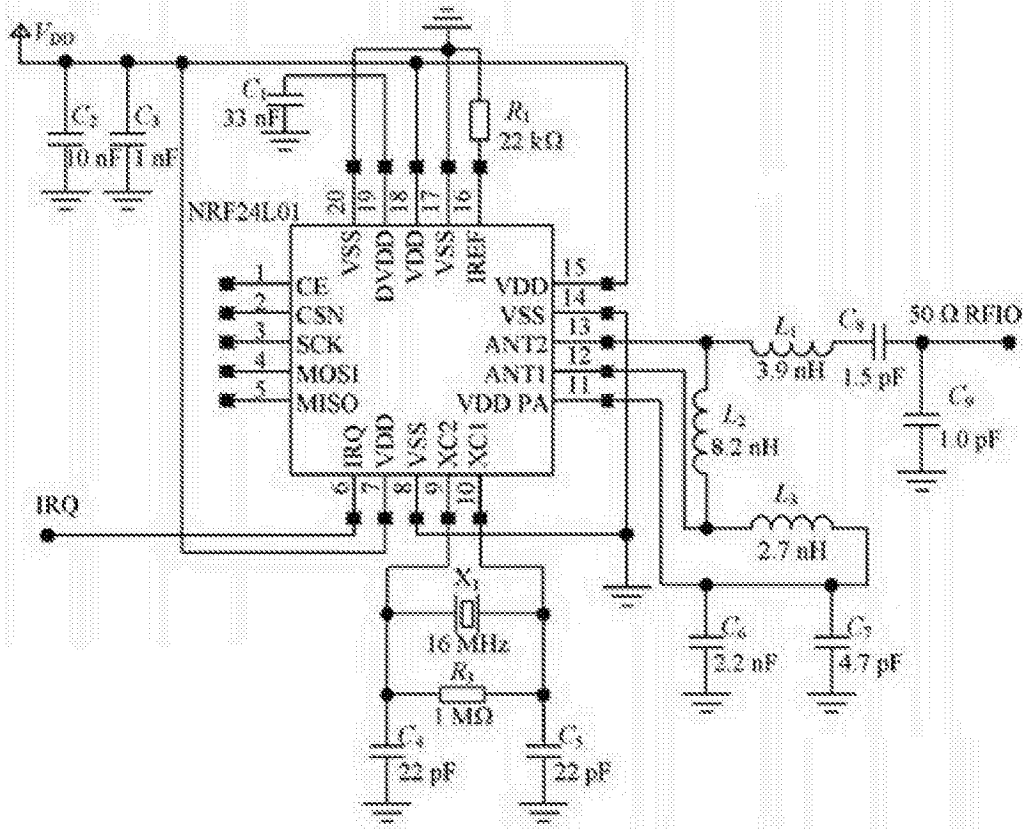 V_DD
C₂
10 nF
C₃
1 nF
C₁
33 nF
R₁
22 kΩ
NRF24L01
20
19
18
17
16
VSS
DVDD
VDD
VSS
IREF
1
CE
2
CSN
3
SCK
4
MOSI
5
MISO
15
VDD
14
VSS
13
ANT2
12
ANT1
11
VDD PA
IRQ
VDD
VSS
XC2
XC1
6
7
8
9
10
L₁
3.9 nH
C₈
1.5 pF
50 Ω RFIO
C₉
1.0 pF
L₂
8.2 nH
L₃
2.7 nH
IRQ
X₁
16 MHz
1 MΩ
C₄
22 pF
C₅
22 pF
C₆
2.2 nF
C₇
4.7 pF